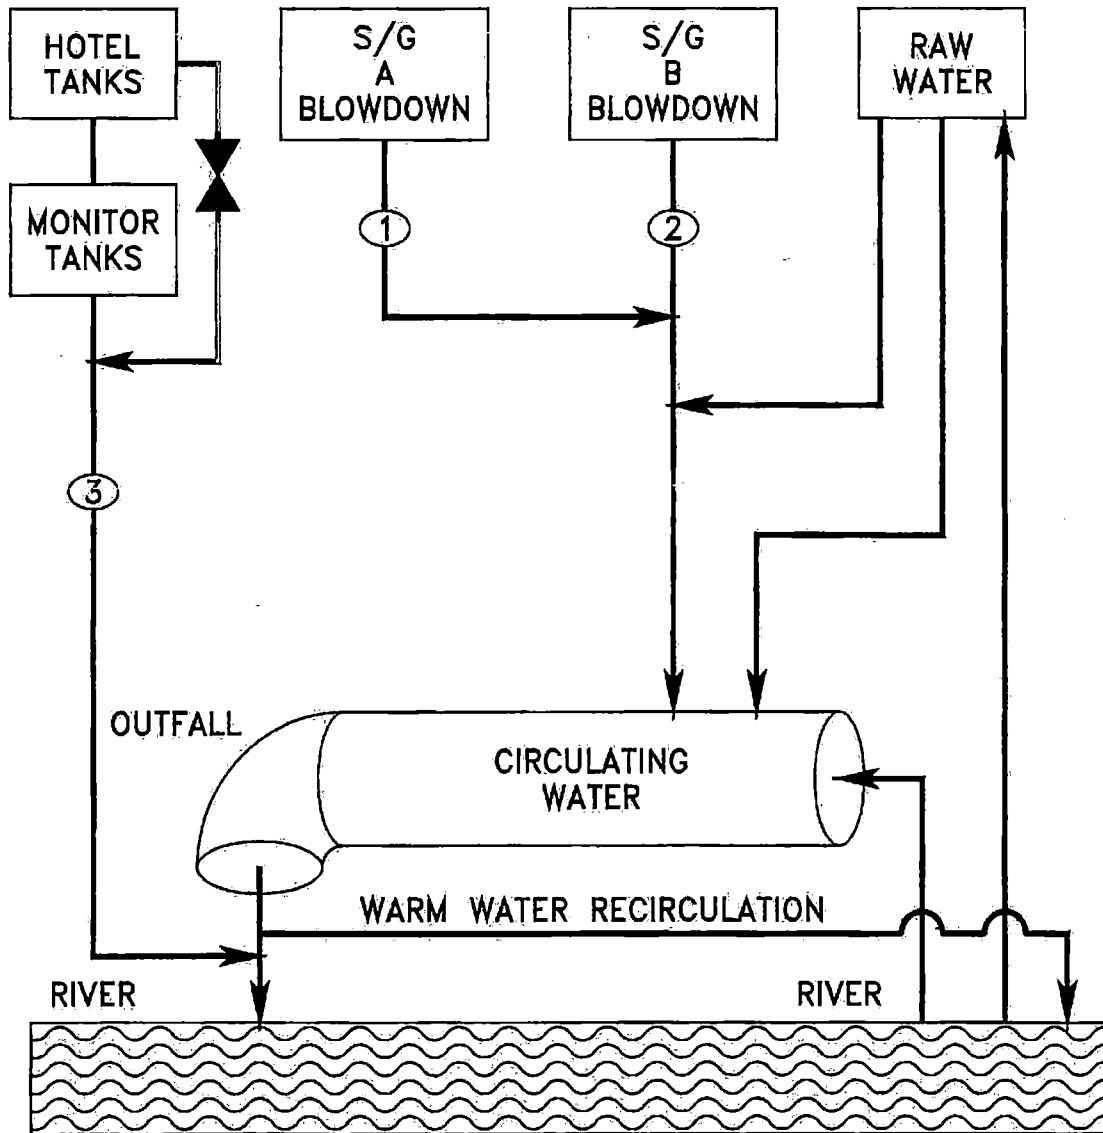 HOTEL
TANKS
S/G
A
BLOWDOWN
S/G
B
BLOWDOWN
RAW
WATER
MONITOR
TANKS
1
2
3
OUTFALL
CIRCULATING
WATER
WARM WATER RECIRCULATION
RIVER
RIVER